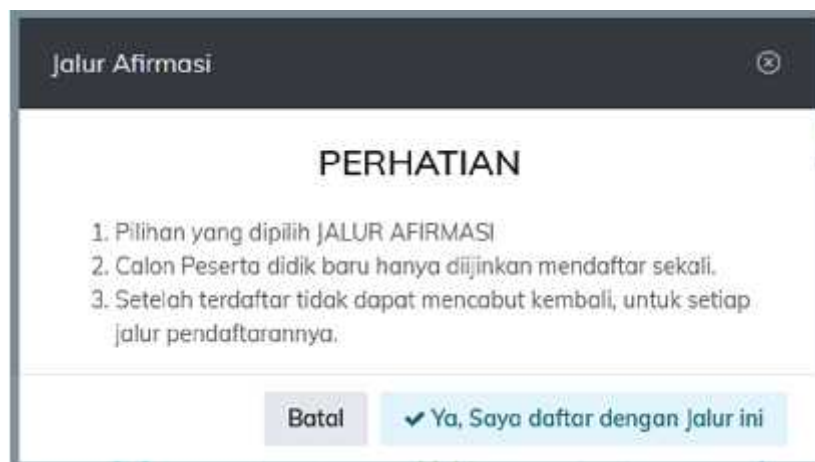 Jalur Afirmasi
PERHATIAN
1. Pilihan yang dipilih JALUR AFIRMASI
2. Calon Peserta didik baru hanya diijinkan mendaftar sekali.
3. Setelah terdaftar tidak dapat mencabut kembali, untuk setiap
jalur pendaftarannya.
Batal
✔ Ya, Saya daftar dengan Jalur ini